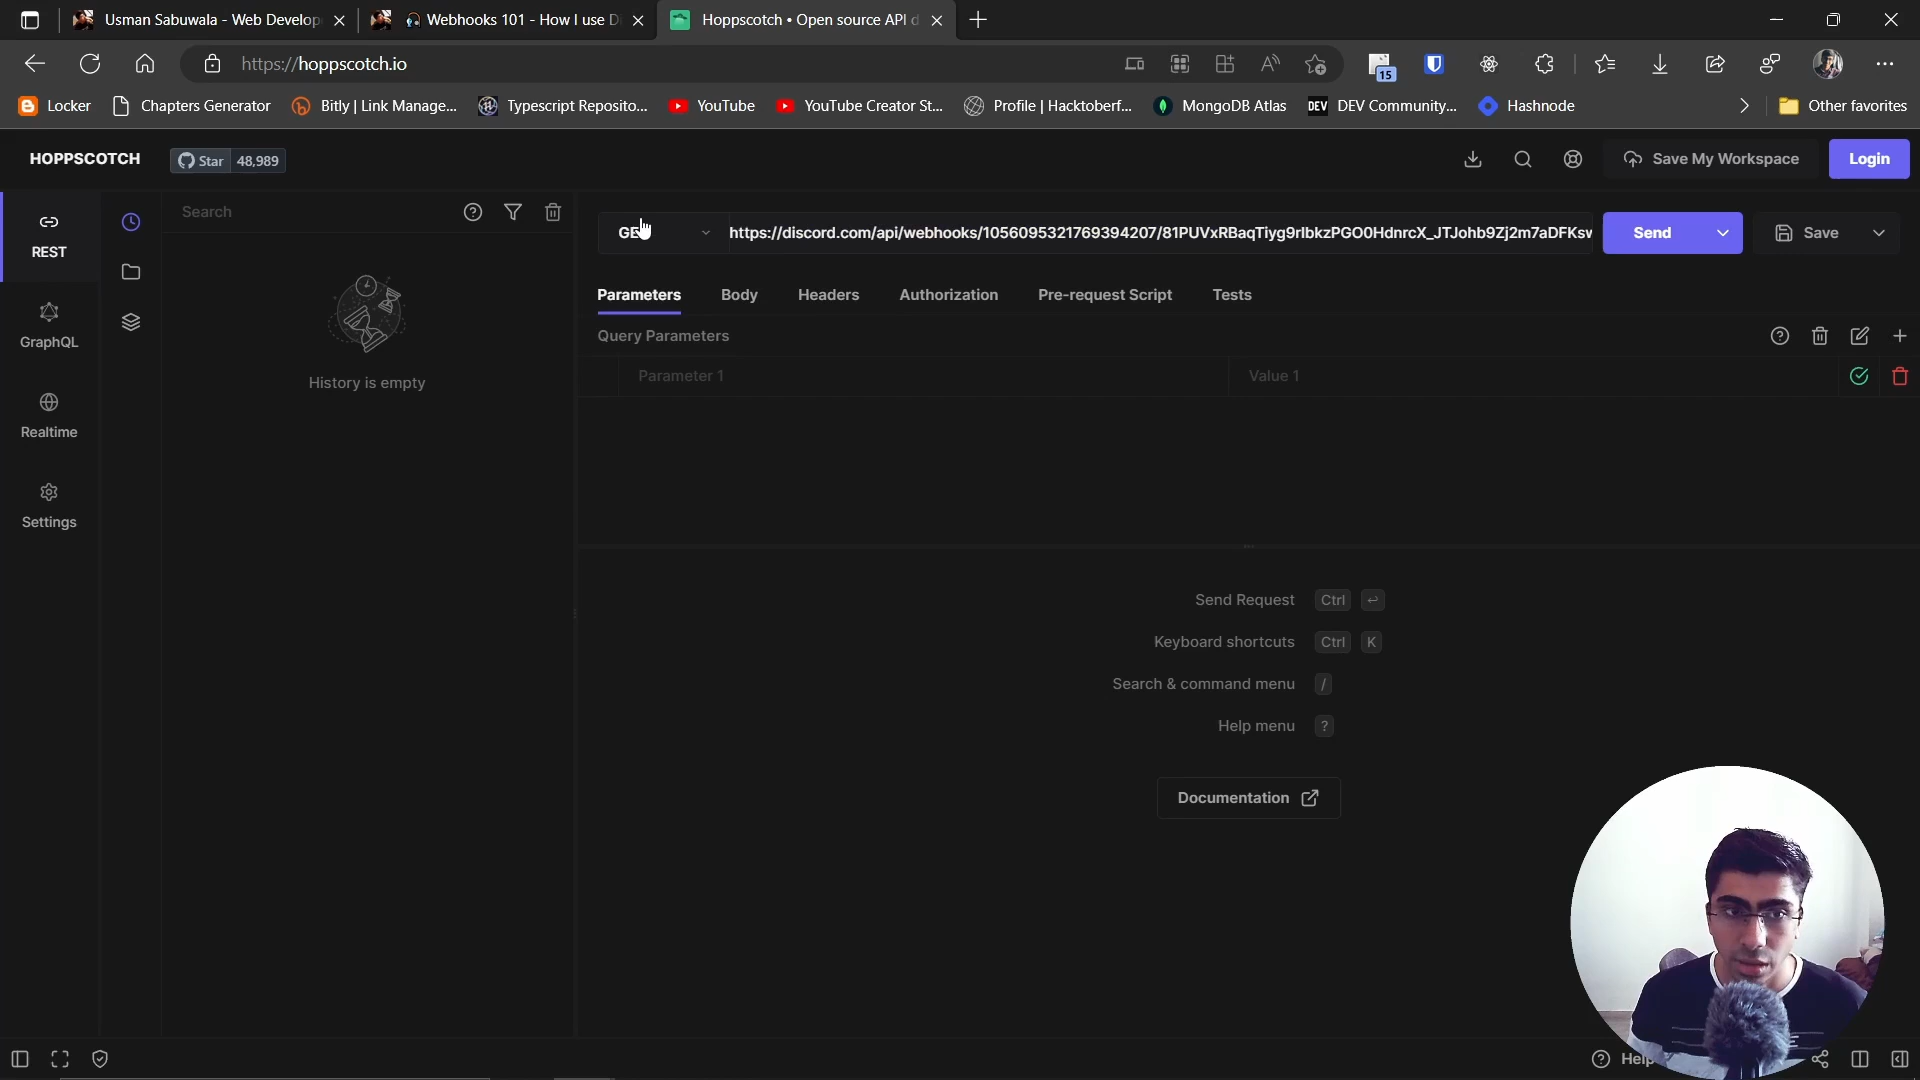 Usman Sabuwala - Web Develop
Webhooks 101 - How I use D
Hoppscotch • Open source API d
https://hoppscotch.io
15
Locker
Chapters Generator
Bitly | Link Manage...
Typescript Reposito...
YouTube
YouTube Creator St...
Profile | Hacktoberf...
MongoDB Atlas
DEV DEV Community...
Hashnode
Other favorites
HOPPSCOTCH
Star 48,989
Save My Workspace
Login
REST
GraphQL
Realtime
Settings
Search
History is empty
https://discord.com/api/webhooks/1056095321769394207/81PUVxRBaqTiyg9rIbkzPGO0HdnrcX_JTJohb9Zj2m7aDFKsv
Send
Save
Parameters Body Headers Authorization Pre-request Script Tests
Query Parameters
Parameter 1 Value 1
Send Request Ctrl ↩
Keyboard shortcuts Ctrl K
Search & command menu /
Help menu ?
Documentation
Help